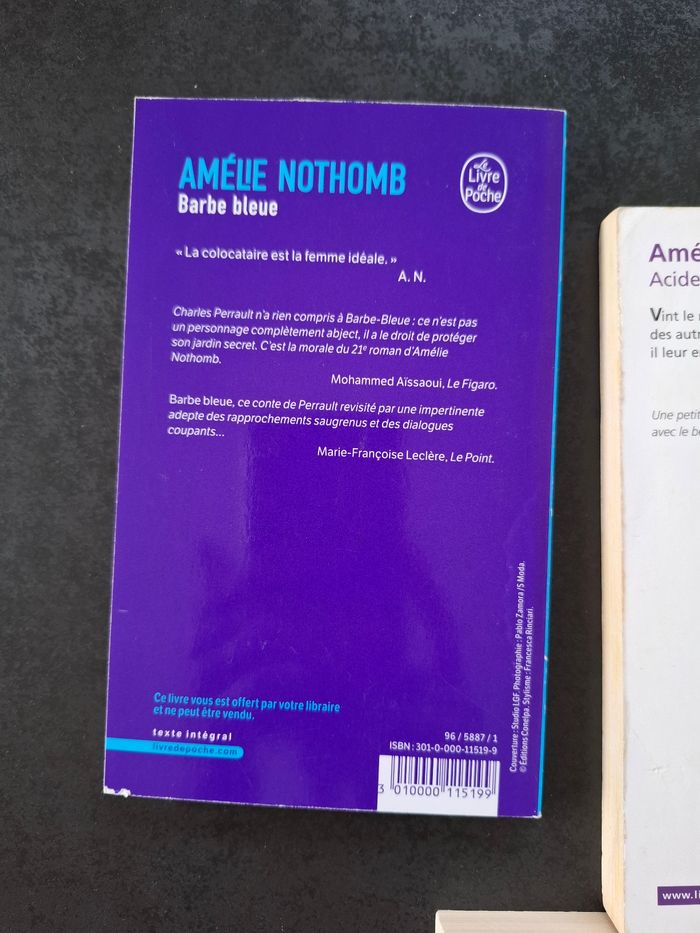 AMÉLIE NOTHOMB
Barbe bleue
Le
Livre
de
Poche
« La colocataire est la femme idéale. »
A. N.
Charles Perrault n'a rien compris à Barbe-Bleue : ce n'est pas
un personnage complètement abject, il a le droit de protéger
son jardin secret. C'est la morale du 21e roman d'Amélie
Nothomb.
Mohammed Aïssaoui, Le Figaro.
Barbe bleue, ce conte de Perrault revisité par une impertinente
adepte des rapprochements saugrenus et des dialogues
coupants...
Marie-Françoise Leclère, Le Point.
Couverture : Studio LGF. Photographie : Pablo Zamora /S Moda.
© Éditions Conelpa. Stylisme : Francesca Rinciari.
Ce livre vous est offert par votre libraire
et ne peut être vendu.
texte intégral
livredepoche.com
96 / 5887 / 1
ISBN : 301-0-000-11519-9
3 010000 115199
Amé
Acide
Vint le
des autr
il leur e
Une petit
avec le b
www.li